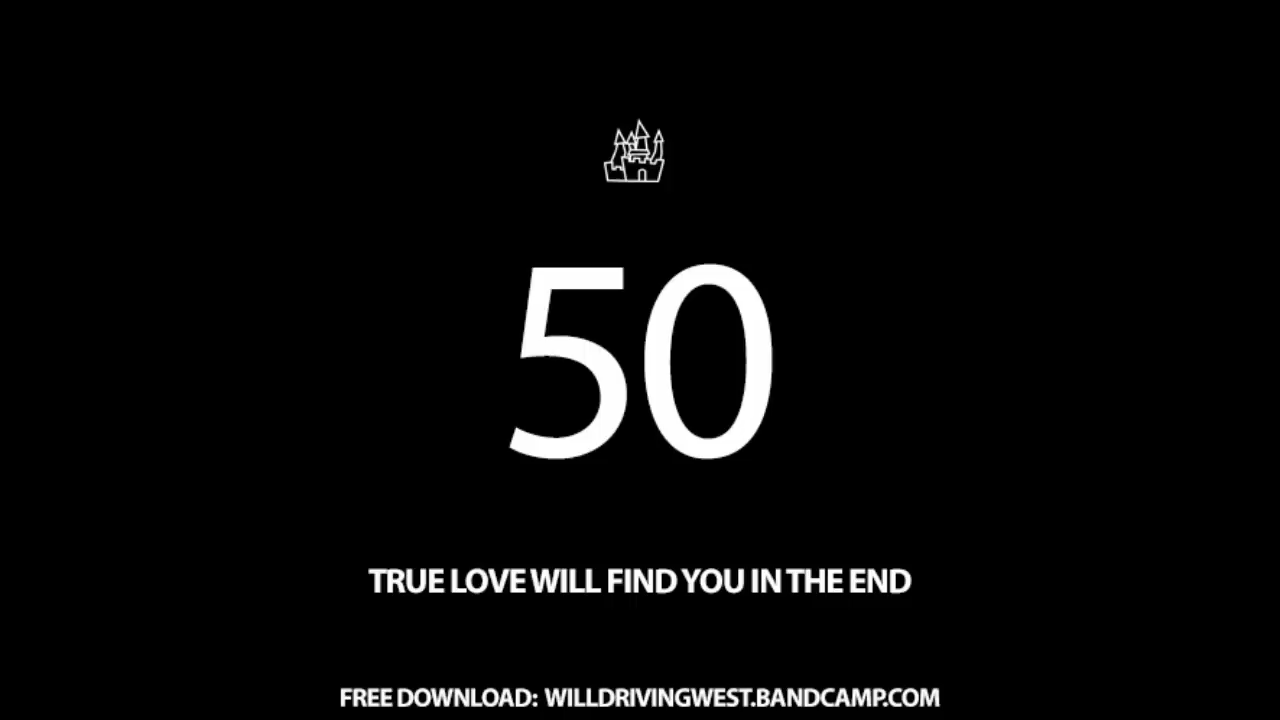 50
TRUE LOVE WILL FIND YOU IN THE END
FREE DOWNLOAD: WILLDRIVINGWEST.BANDCAMP.COM